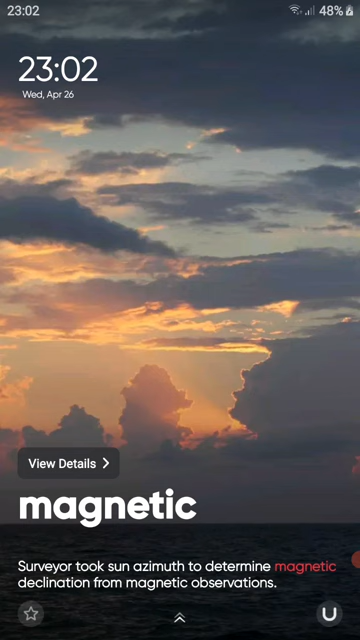 23:02
48%
23:02
Wed, Apr 26
View Details
magnetic
Surveyor took sun azimuth to determine magnetic
declination from magnetic observations.
U